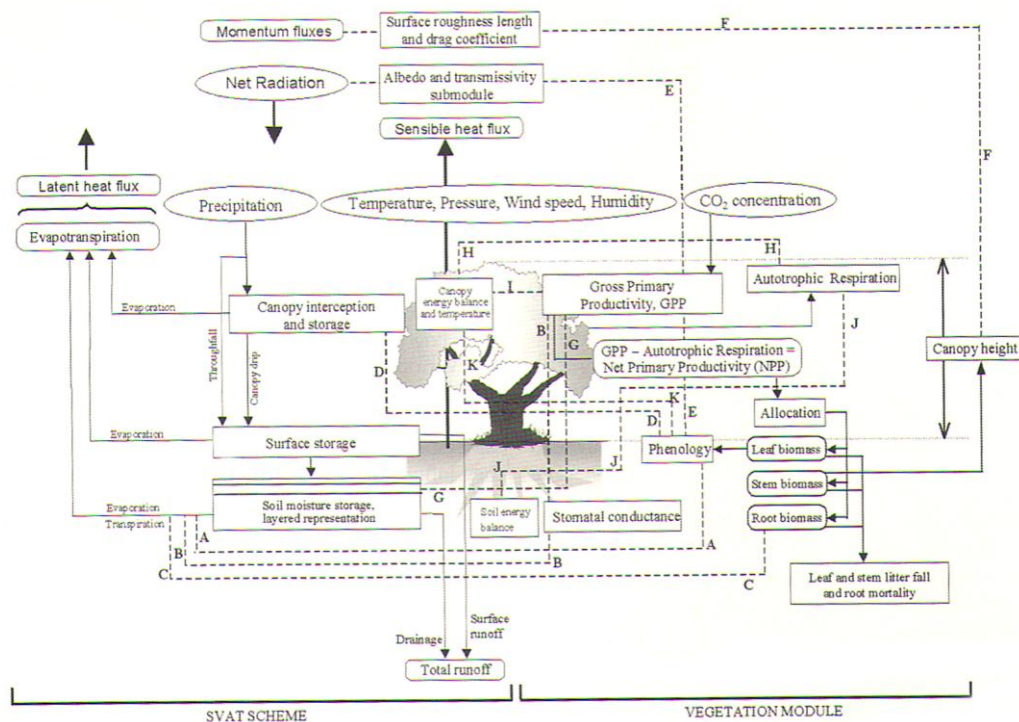 Momentum fluxes
Surface roughness length
and drag coefficient
F
Net Radiation
Albedo and transmissivity
submodule
E
Sensible heat flux
F
Latent heat flux
Precipitation
Temperature, Pressure, Wind speed, Humidity
CO2 concentration
Evapotranspiration
H
H
Canopy
energy balance
and temperature
I
Gross Primary
Productivity, GPP
Autotrophic Respiration
Evaporation
Canopy interception
and storage
B
G
J
Throughfall
Canopy drip
D
K
GPP – Autotrophic Respiration =
Net Primary Productivity (NPP)
Canopy height
K
D
E
Allocation
Evaporation
Surface storage
Phenology
Leaf biomass
J
J
G
Stem biomass
Evaporation
Transpiration
Soil moisture storage,
layered representation
Soil energy
balance
Stomatal conductance
Root biomass
A
A
B
B
C
C
Leaf and stem litter fall
and root mortality
Drainage
Surface
runoff
Total runoff
SVAT SCHEME
VEGETATION MODULE